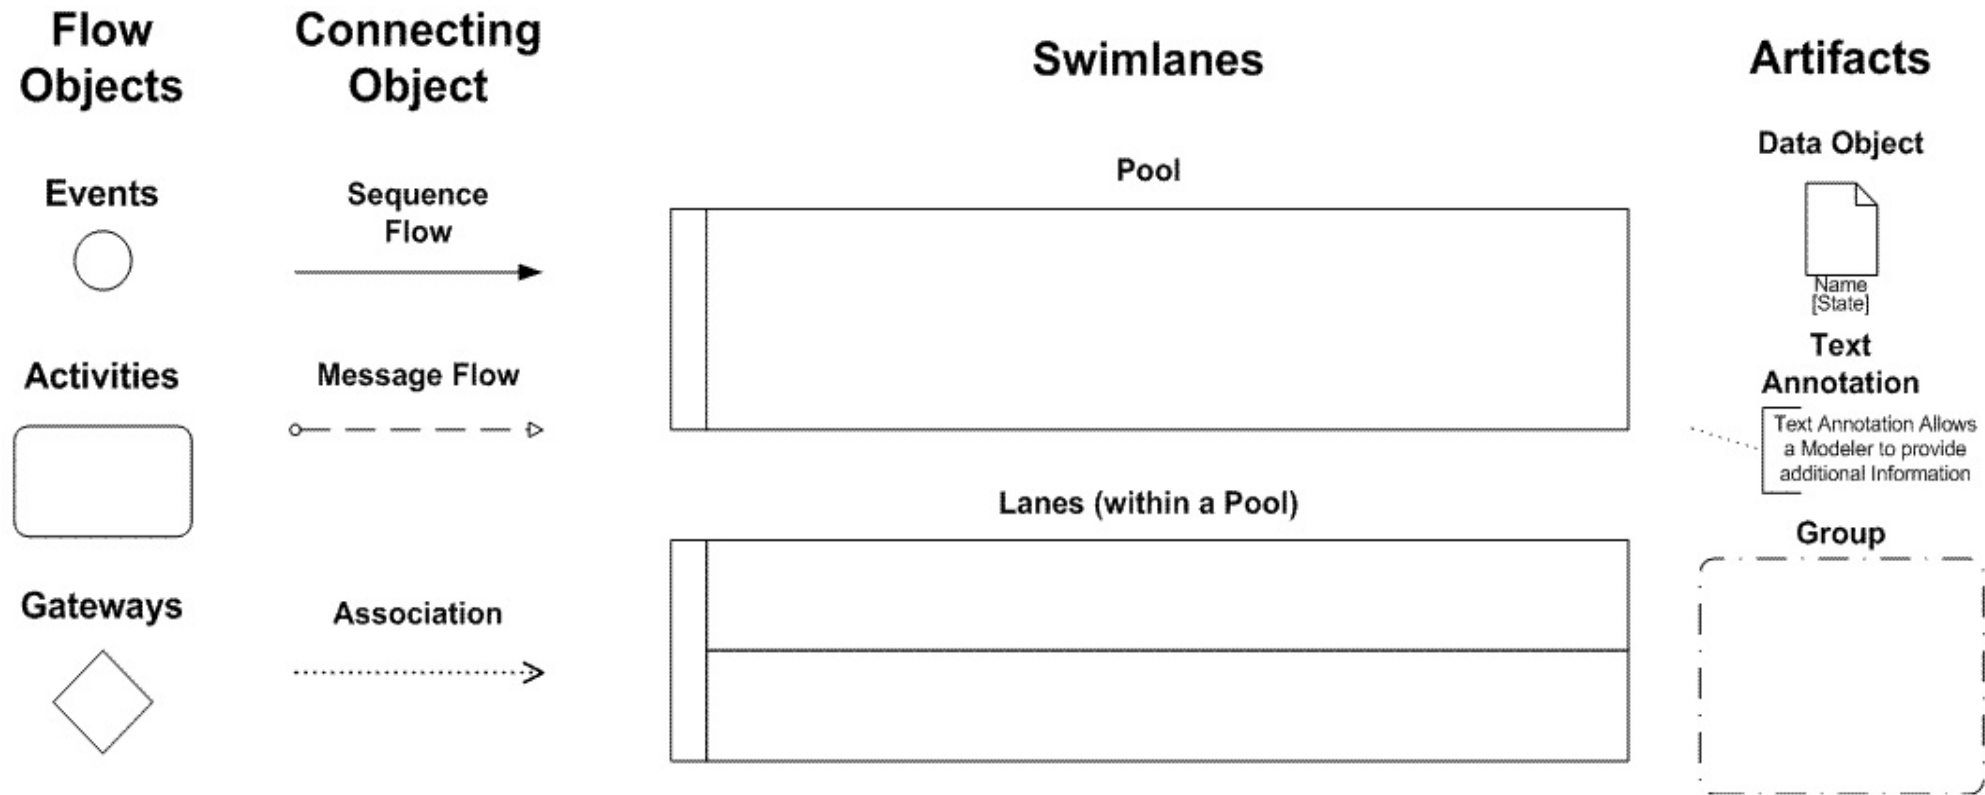 Flow
Objects
Events
Activities
Gateways
Connecting
Object
Sequence
Flow
Message Flow
Association
Swimlanes
Pool
Lanes (within a Pool)
Artifacts
Data Object
Name
[State]
Text
Annotation
Text Annotation Allows
a Modeler to provide
additional Information
Group